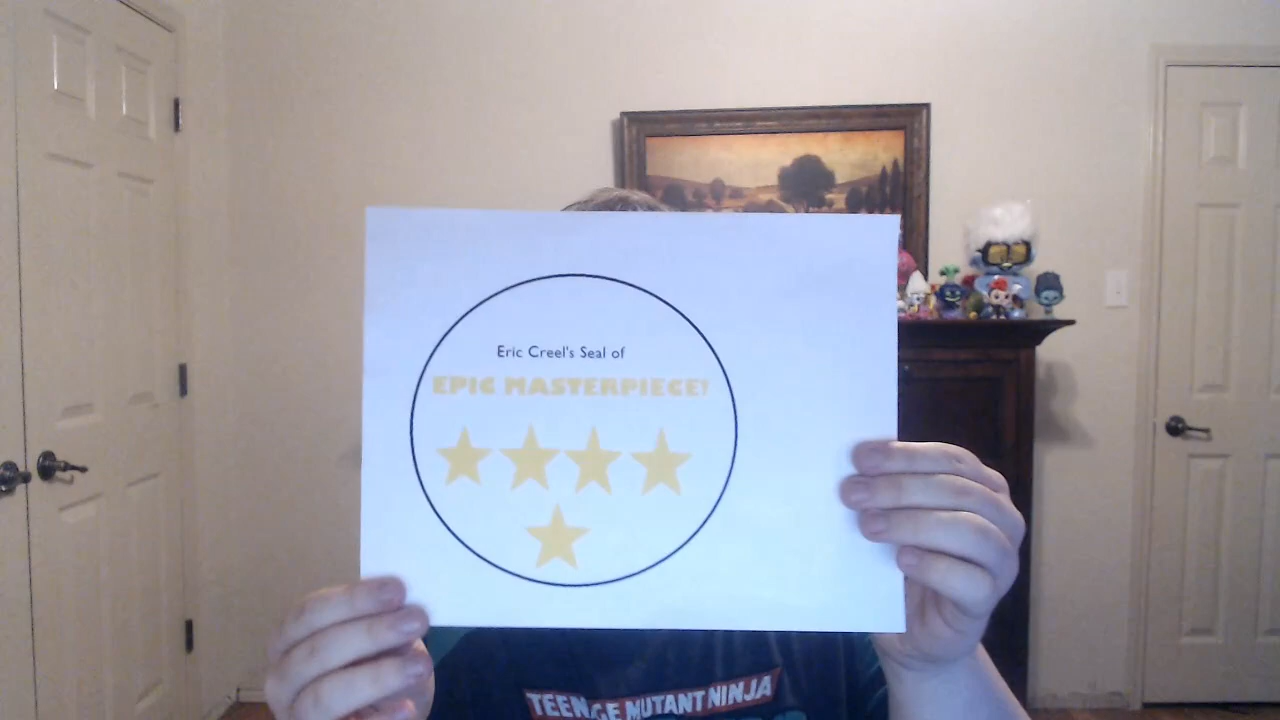 Eric Creel's Seal of
EPIC MASTERPIECE!
TEENAGE MUTANT NINJA